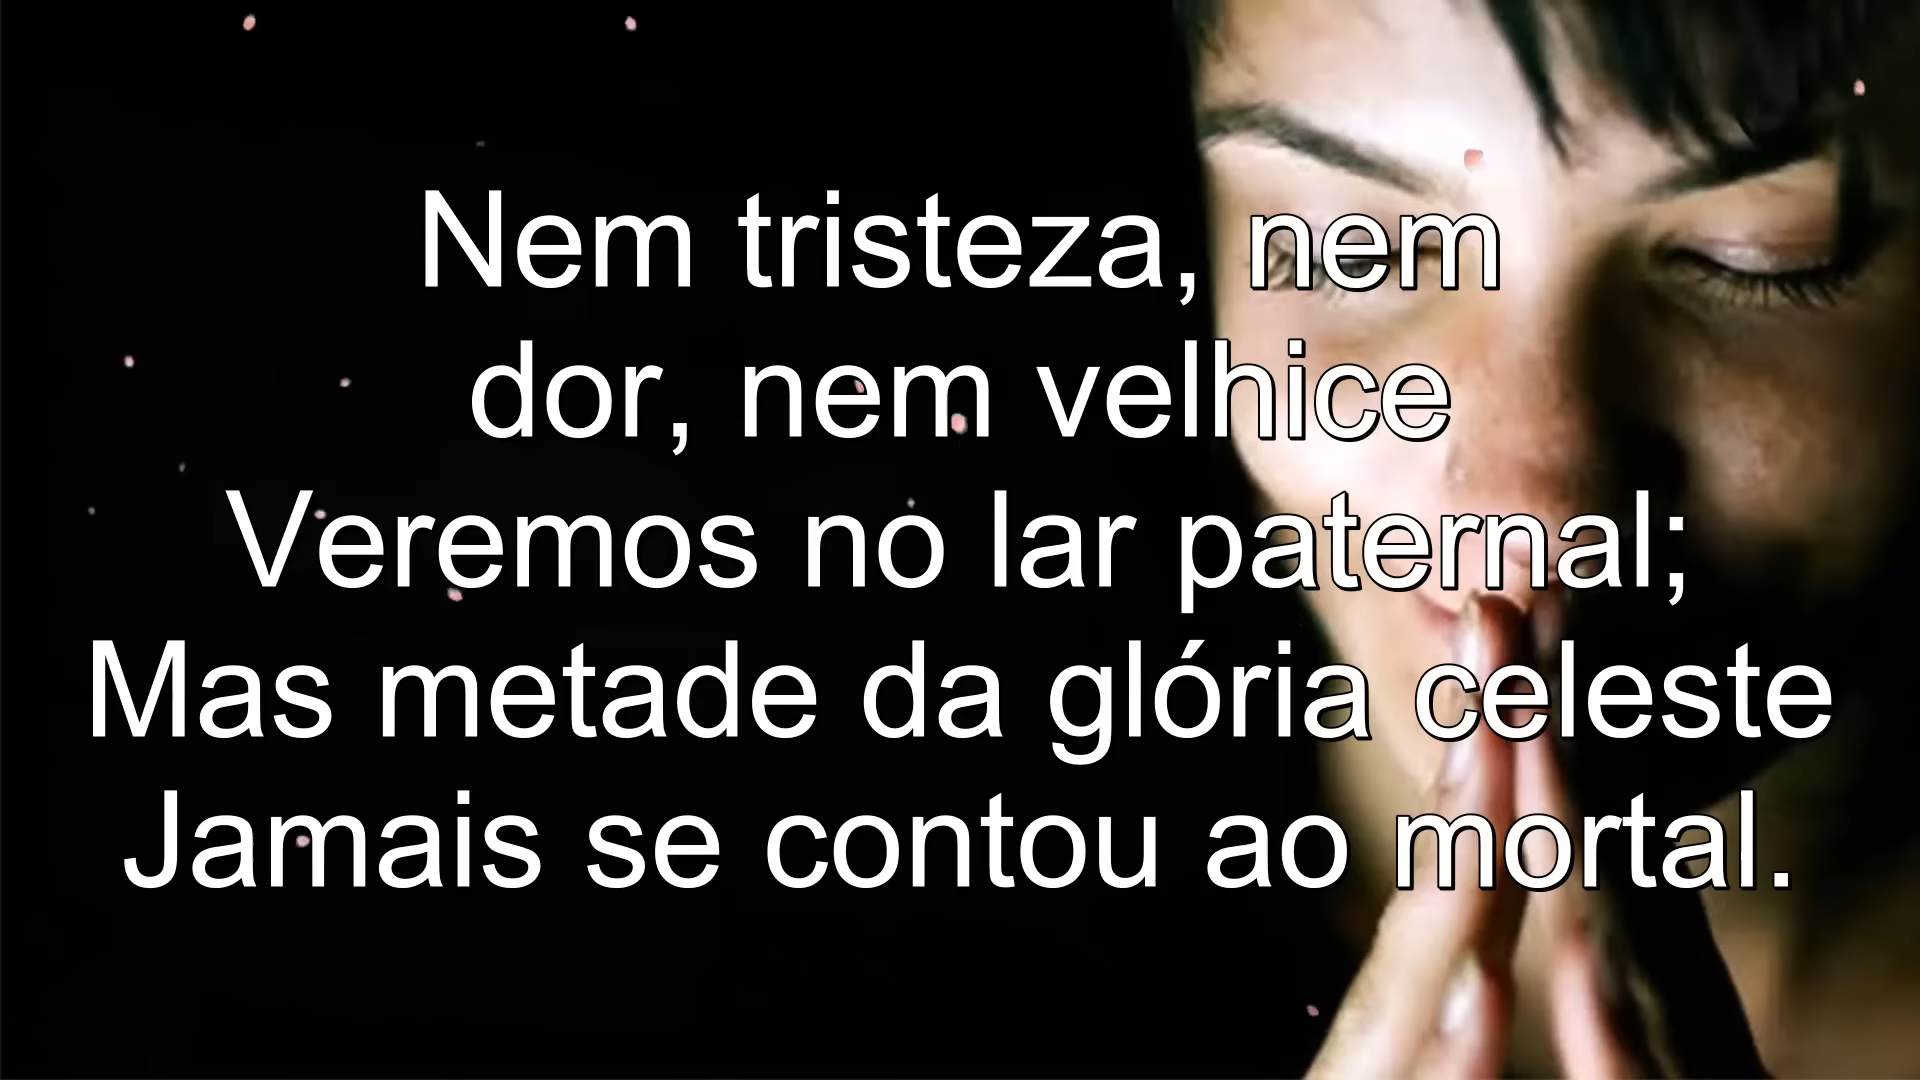 Nem tristeza, nem
dor, nem velhice
Veremos no lar paternal;
Mas metade da glória celeste
Jamais se contou ao mortal.